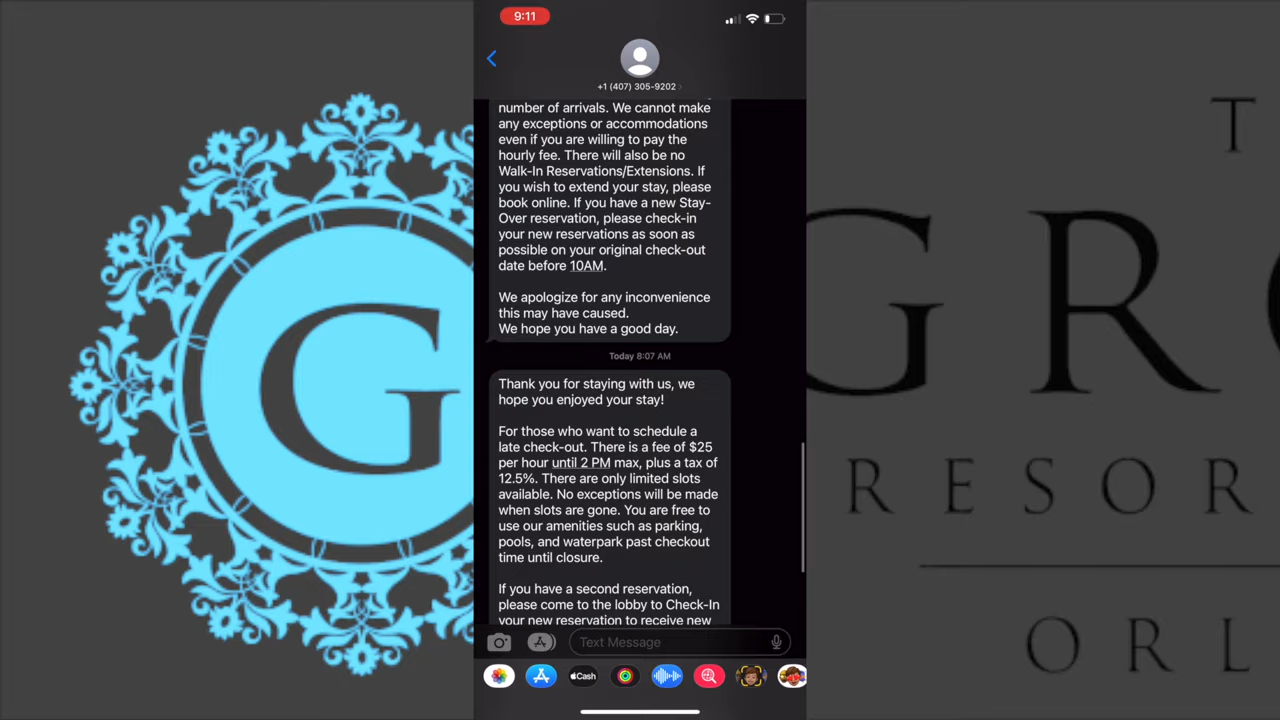 9:11
+1 (407) 305-9202
number of arrivals. We cannot make
any exceptions or accommodations
even if you are willing to pay the
hourly fee. There will also be no
Walk-In Reservations/Extensions. If
you wish to extend your stay, please
book online. If you have a new Stay-
Over reservation, please check-in
your new reservations as soon as
possible on your original check-out
date before 10AM.
We apologize for any inconvenience
this may have caused.
We hope you have a good day.
Today 8:07 AM
Thank you for staying with us, we
hope you enjoyed your stay!
For those who want to schedule a
late check-out. There is a fee of $25
per hour until 2 PM max, plus a tax of
12.5%. There are only limited slots
available. No exceptions will be made
when slots are gone. You are free to
use our amenities such as parking,
pools, and waterpark past checkout
time until closure.
If you have a second reservation,
please come to the lobby to Check-In
your new reservation to receive new
Text Message
Cash
G
T
GR
RESOR
ORL